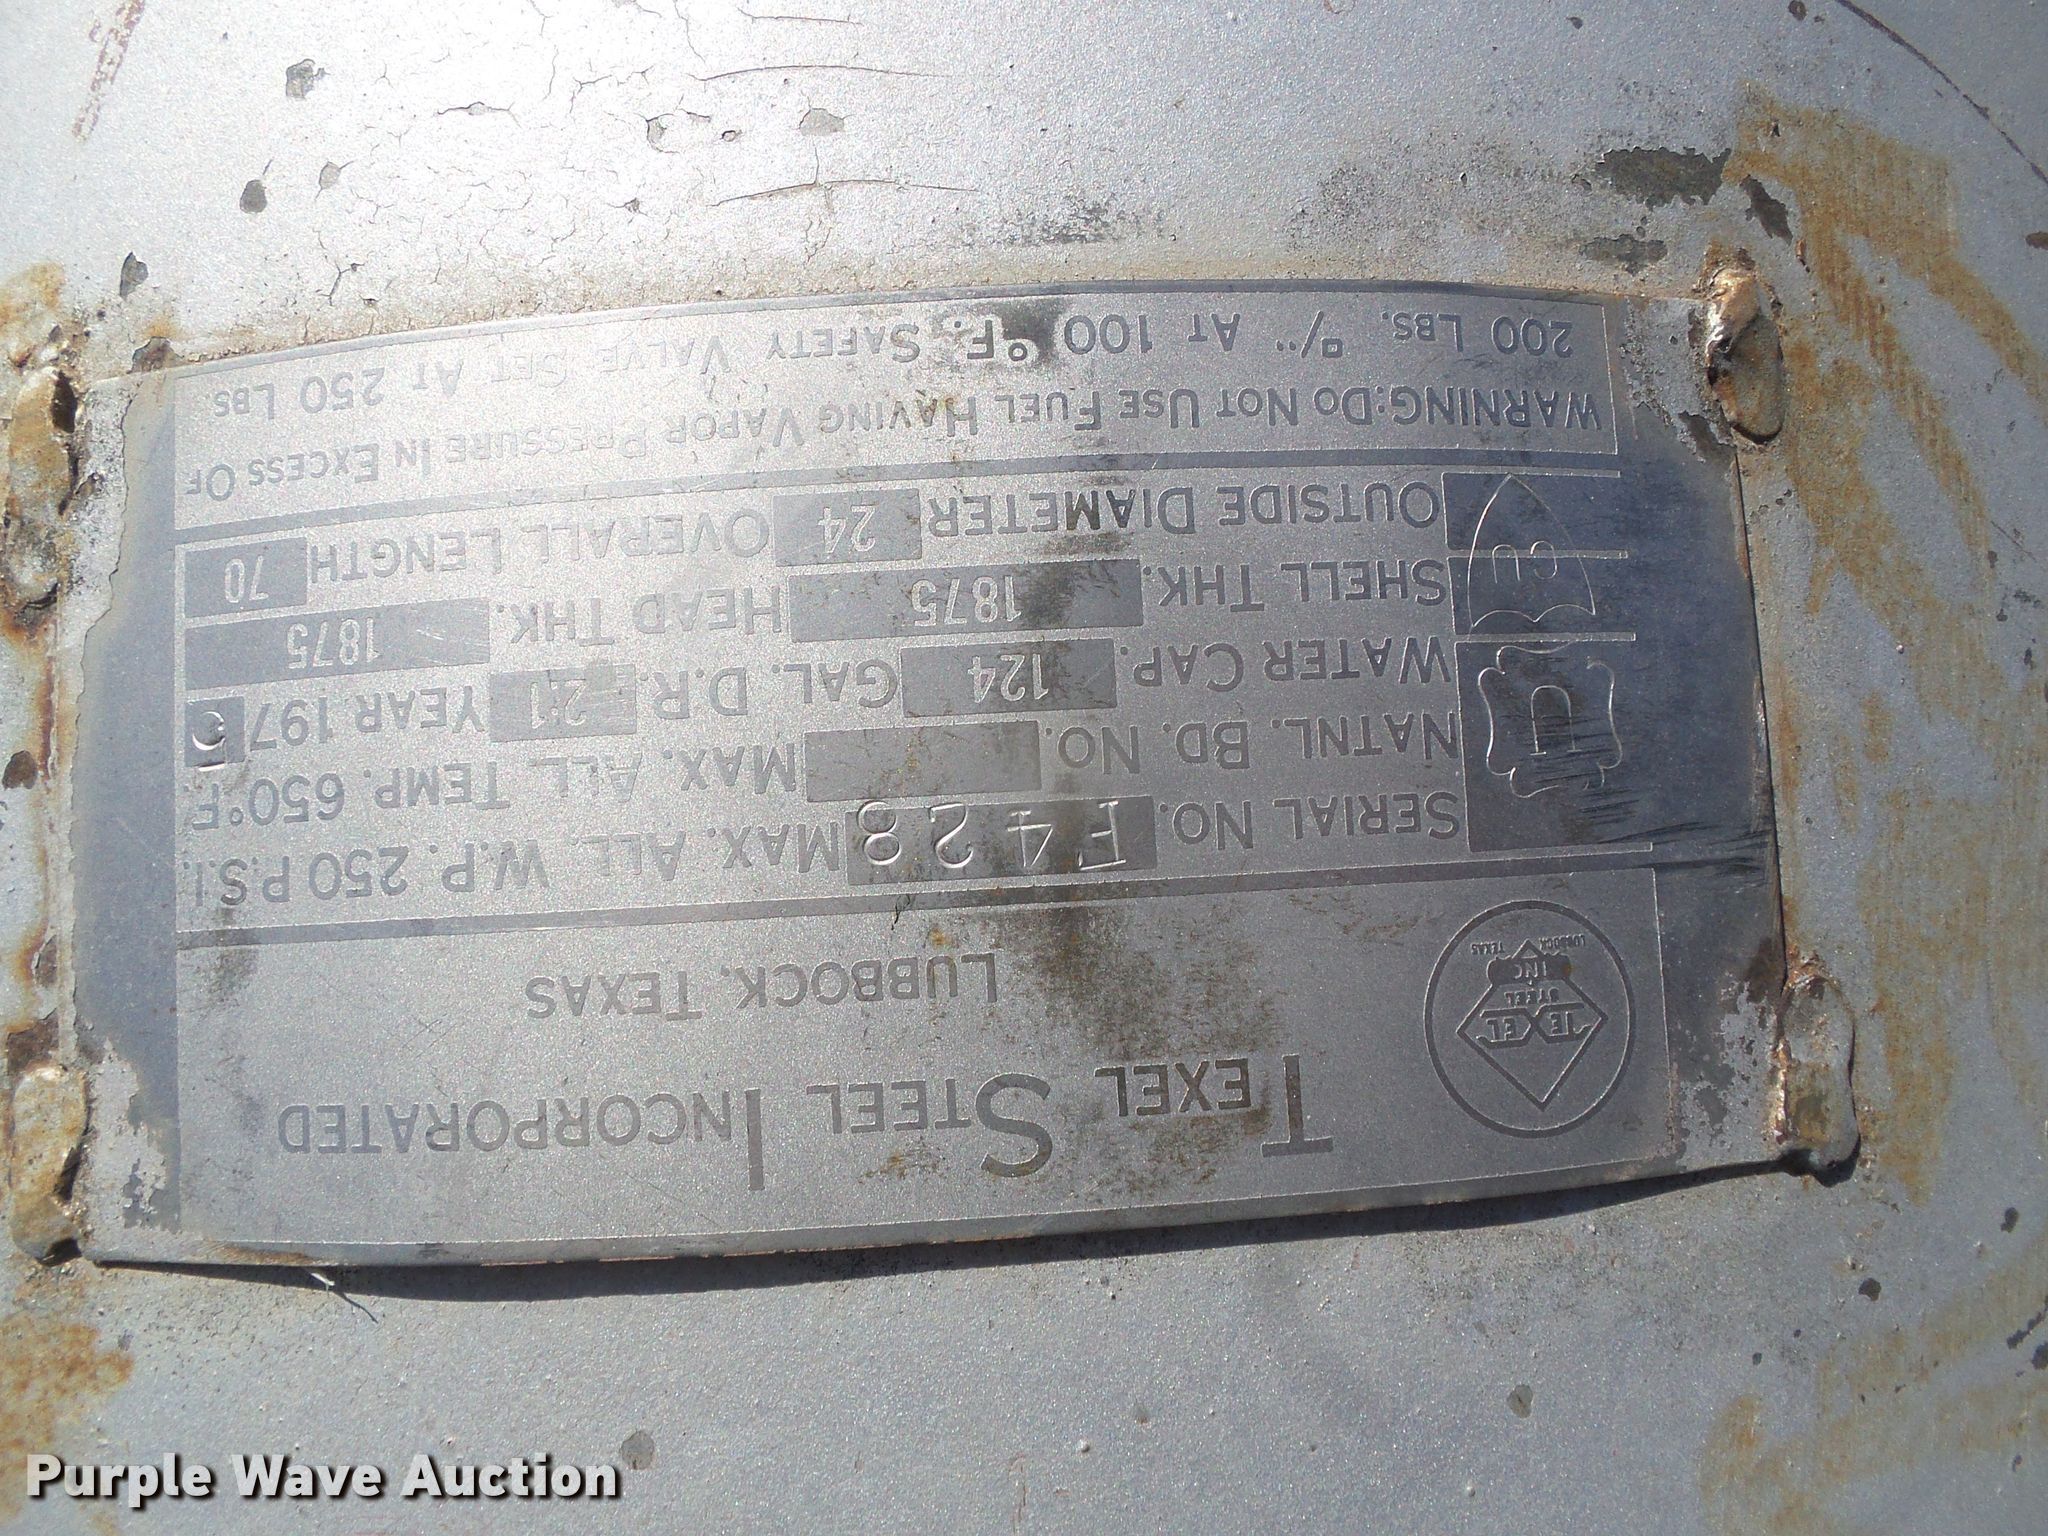 TEXEL STEEL INCORPORATED
LUBBOCK, TEXAS
TEXEL
STEEL
INC
LUBBOCK TEXAS
SERIAL NO. F428 MAX. ALL. W.P. 250 P.S.I.
NATNL. BD. NO. MAX. ALL TEMP. 650°F.
WATER CAP. 124 GAL. D.R. 21 YEAR 197
SHELL THK. 1875 HEAD THK. 1875
OUTSIDE DIAMETER 24 OVERALL LENGTH 70
U
WARNING: DO NOT USE FUEL HAVING VAPOR PRESSURE IN EXCESS OF
200 LBS. °/" AT 100 °F. SAFETY VALVE SET AT 250 LBS.
Purple Wave Auction